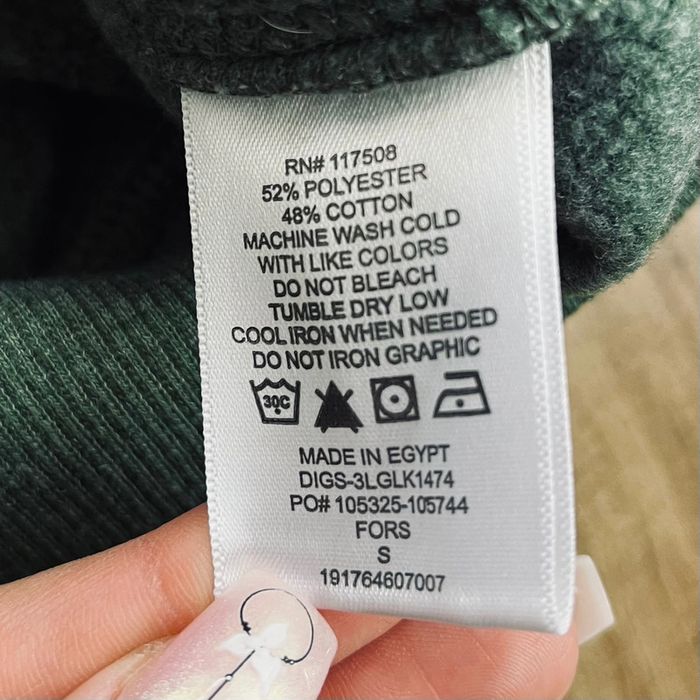 RN# 117508
52% POLYESTER
48% COTTON
MACHINE WASH COLD
WITH LIKE COLORS
DO NOT BLEACH
TUMBLE DRY LOW
COOL IRON WHEN NEEDED
DO NOT IRON GRAPHIC
30C
MADE IN EGYPT
DIGS-3LGLK1474
PO# 105325-105744
FORS
S
191764607007